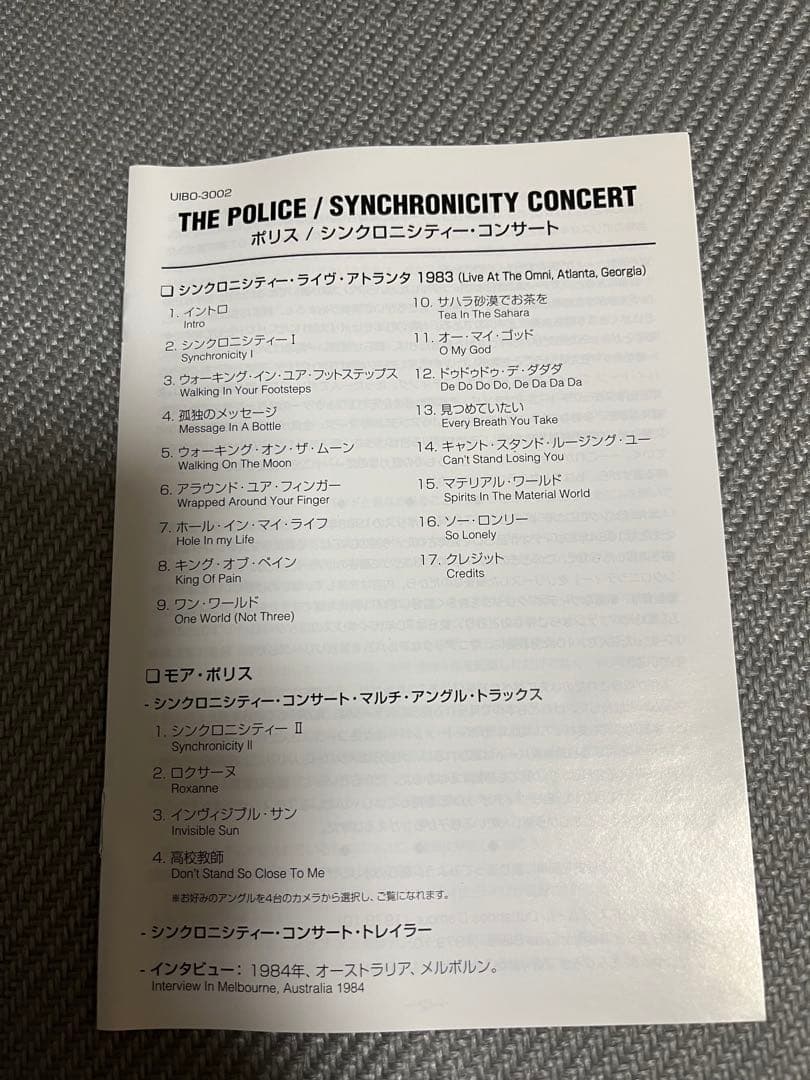 UIBO-3002
THE POLICE / SYNCHRONICITY CONCERT
ポリス / シンクロニシティー・コンサート
❏ シンクロニシティー・ライヴ・アトランタ 1983 (Live At The Omni, Atlanta, Georgia)
1. イントロ
Intro
2. シンクロニシティー I
Synchronicity I
3. ウォーキング・イン・ユア・フットステップス
Walking In Your Footsteps
4. 孤独のメッセージ
Message In A Bottle
5. ウォーキング・オン・ザ・ムーン
Walking On The Moon
6. アラウンド・ユア・フィンガー
Wrapped Around Your Finger
7. ホール・イン・マイ・ライフ
Hole In my Life
8. キング・オブ・ペイン
King Of Pain
9. ワン・ワールド
One World (Not Three)
10. サハラ砂漠でお茶を
Tea In The Sahara
11. オー・マイ・ゴッド
O My God
12. ドゥドゥドゥ・デ・ダダダ
De Do Do Do, De Da Da Da
13. 見つめていたい
Every Breath You Take
14. キャント・スタンド・ルージング・ユー
Can't Stand Losing You
15. マテリアル・ワールド
Spirits In The Material World
16. ソー・ロンリー
So Lonely
17. クレジット
Credits
❏ モア・ポリス
- シンクロニシティー・コンサート・マルチ・アングル・トラックス
1. シンクロニシティー II
Synchronicity II
2. ロクサーヌ
Roxanne
3. インヴィジブル・サン
Invisible Sun
4. 高校教師
Don't Stand So Close To Me
※お好みのアングルを4台のカメラから選択し、ご覧になれます。
- シンクロニシティー・コンサート・トレイラー
- インタビュー： 1984年、オーストラリア、メルボルン。
Interview In Melbourne, Australia 1984